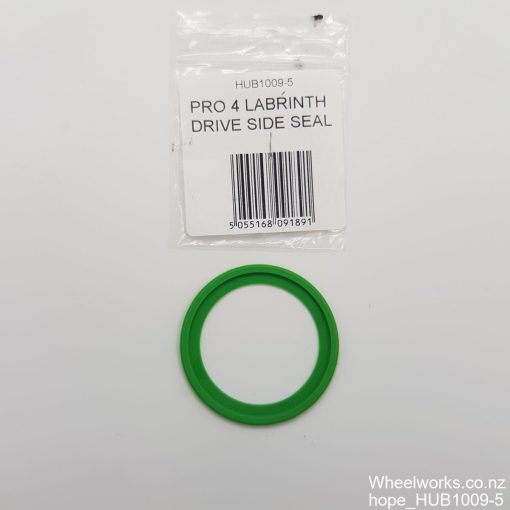 HUB1009-5
PRO 4 LABRINTH
DRIVE SIDE SEAL
5 055168 091891
Wheelworks.co.nz
hope_HUB1009-5